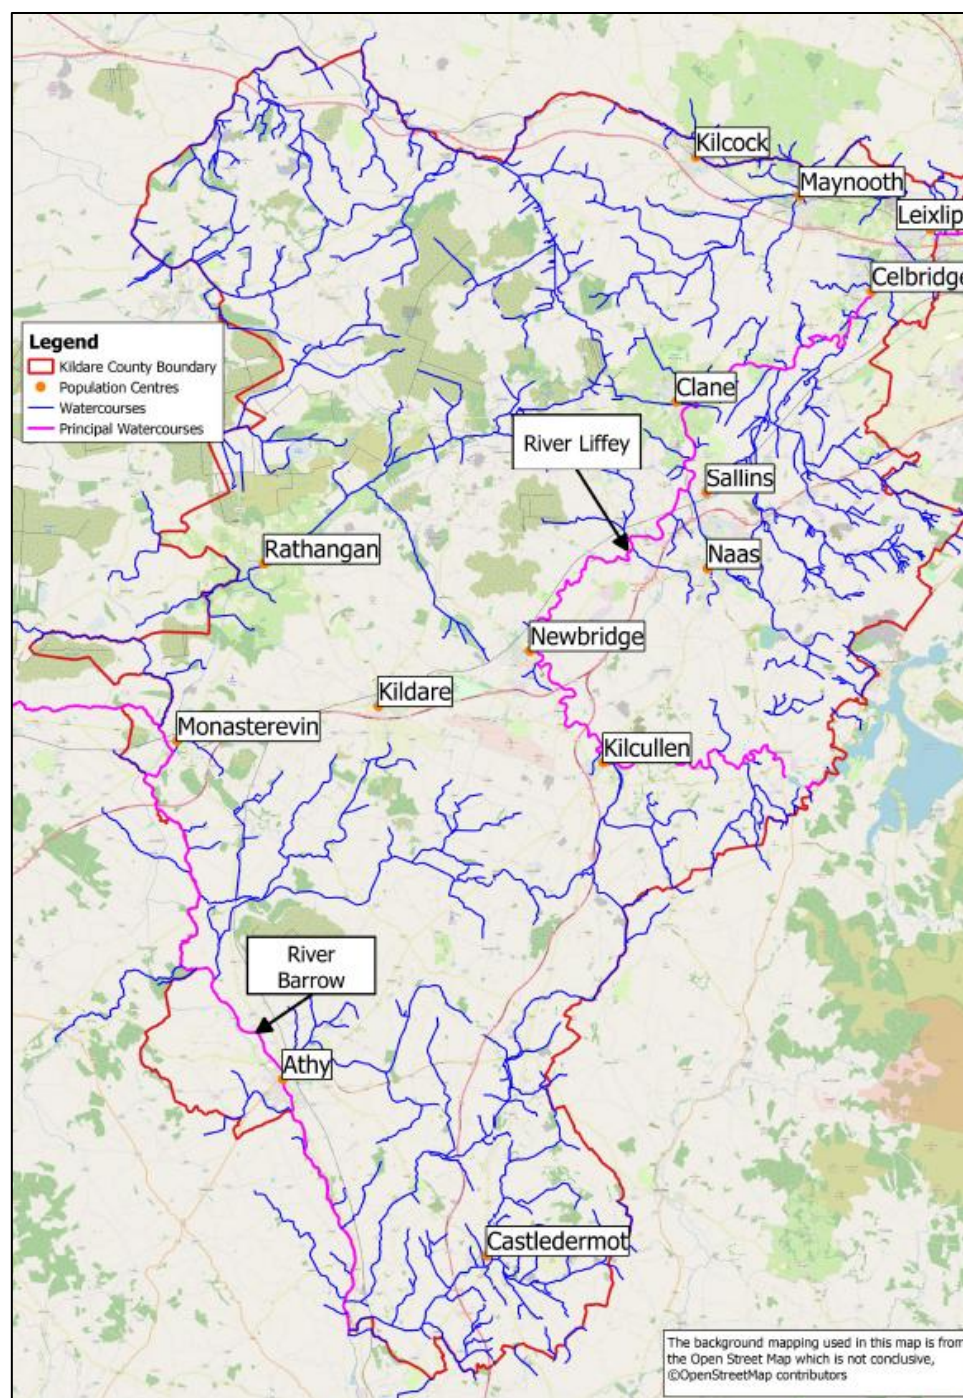 Kilcock
Maynooth
Leixlip
Celbridge
Legend
Kildare County Boundary
Population Centres
Watercourses
Principal Watercourses
Clane
River Liffey
Sallins
Rathangan
Naas
Newbridge
Kildare
Monasterevin
Kilcullen
River
Barrow
Athy
Castledermot
The background mapping used in this map is from
the Open Street Map which is not conclusive,
©OpenStreetMap contributors